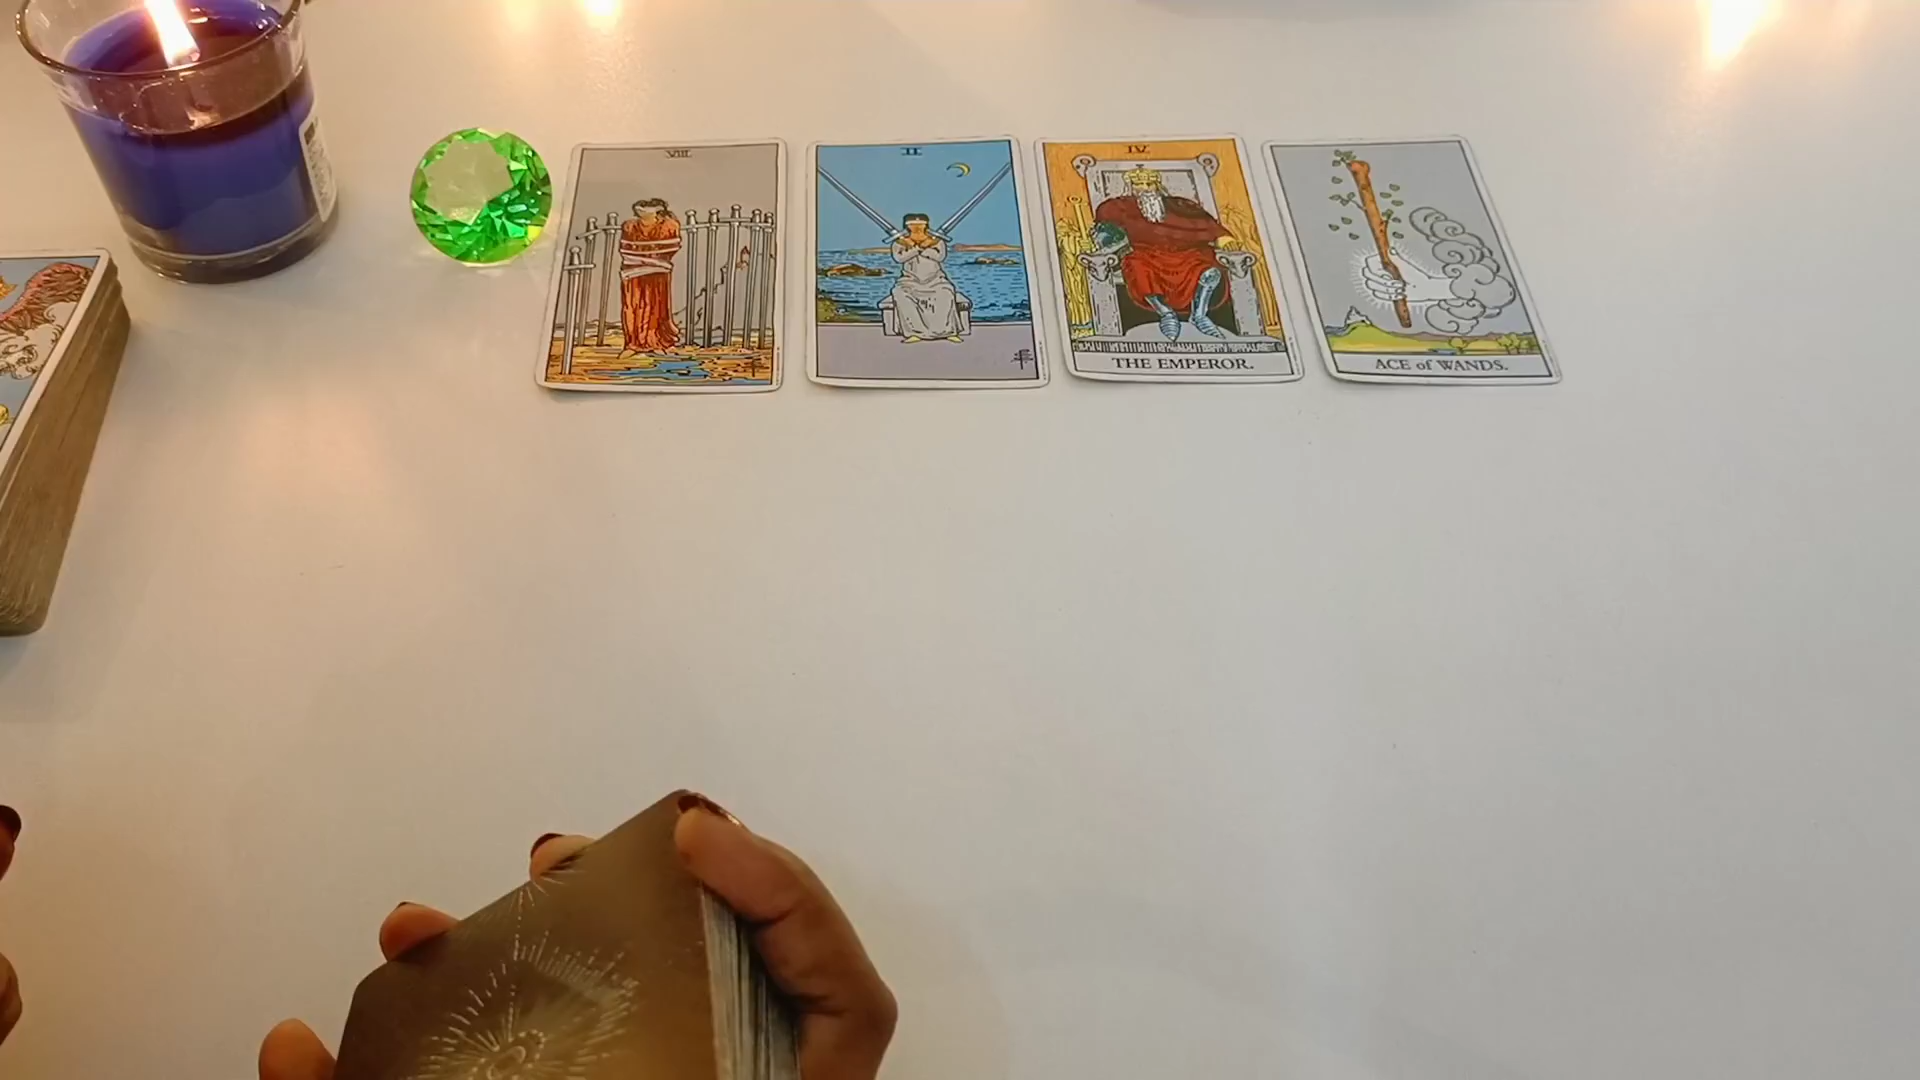 VIII
II
IV
THE EMPEROR.
ACE of WANDS.